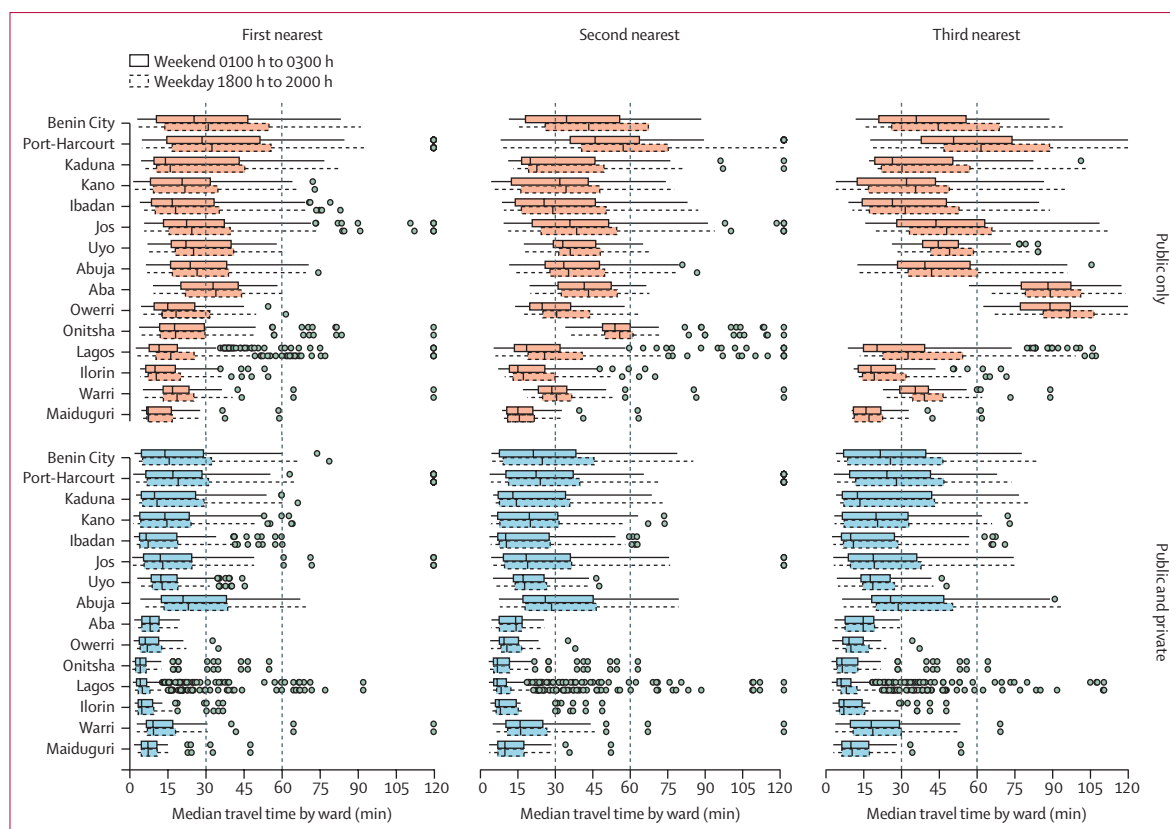 First nearest
Second nearest
Third nearest
Weekend 0100 h to 0300 h
Weekday 1800 h to 2000 h
Benin City
Port-Harcourt
Kaduna
Kano
Ibadan
Jos
Uyo
Abuja
Aba
Owerri
Onitsha
Lagos
Ilorin
Warri
Maiduguri
Public only
Benin City
Port-Harcourt
Kaduna
Kano
Ibadan
Jos
Uyo
Abuja
Aba
Owerri
Onitsha
Lagos
Ilorin
Warri
Maiduguri
Public and private
0 15 30 45 60 75 90 105 120
0 15 30 45 60 75 90 105 120
0 15 30 45 60 75 90 105 120
Median travel time by ward (min)
Median travel time by ward (min)
Median travel time by ward (min)